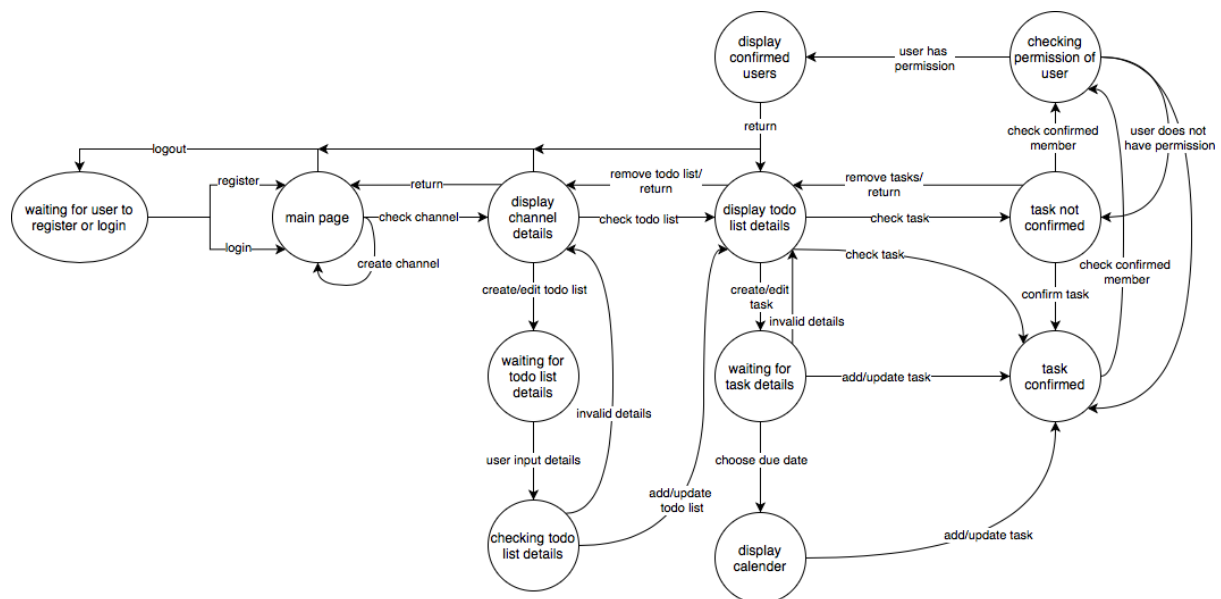 display
confirmed
users
user has
permission
checking
permission of
user
return
check confirmed
member
user does not
have permission
logout
register
return
remove todo list/
return
remove tasks/
return
waiting for user to
register or login
main page
check channel
display
channel
details
check todo list
display todo
list details
check task
task not
confirmed
login
create channel
check task
check confirmed
member
create/edit todo list
create/edit
task
confirm task
invalid details
waiting for
todo list
details
waiting for
task details
add/update task
task
confirmed
invalid details
user input details
choose due date
add/update
todo list
checking todo
list details
display
calender
add/update task